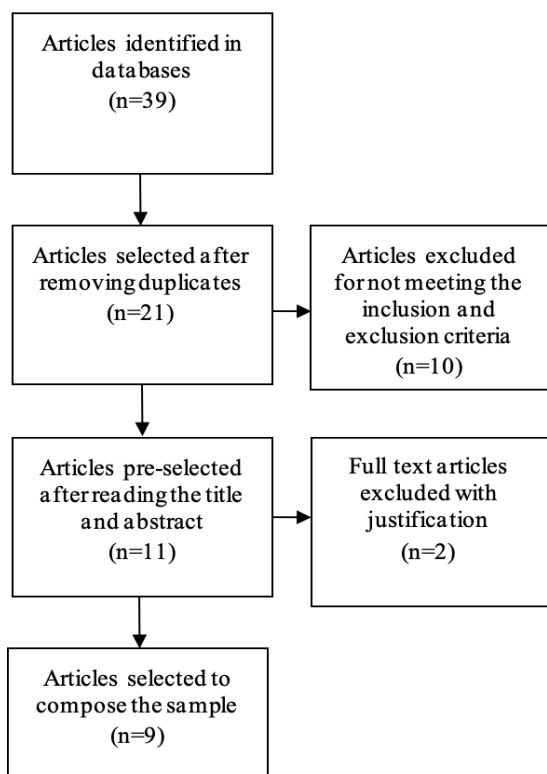 Articles identified in
databases
(n=39)
Articles selected after
removing duplicates
(n=21)
Articles excluded
for not meeting the
inclusion and
exclusion criteria
(n=10)
Articles pre-selected
after reading the title
and abstract
(n=11)
Full text articles
excluded with
justification
(n=2)
Articles selected to
compose the sample
(n=9)